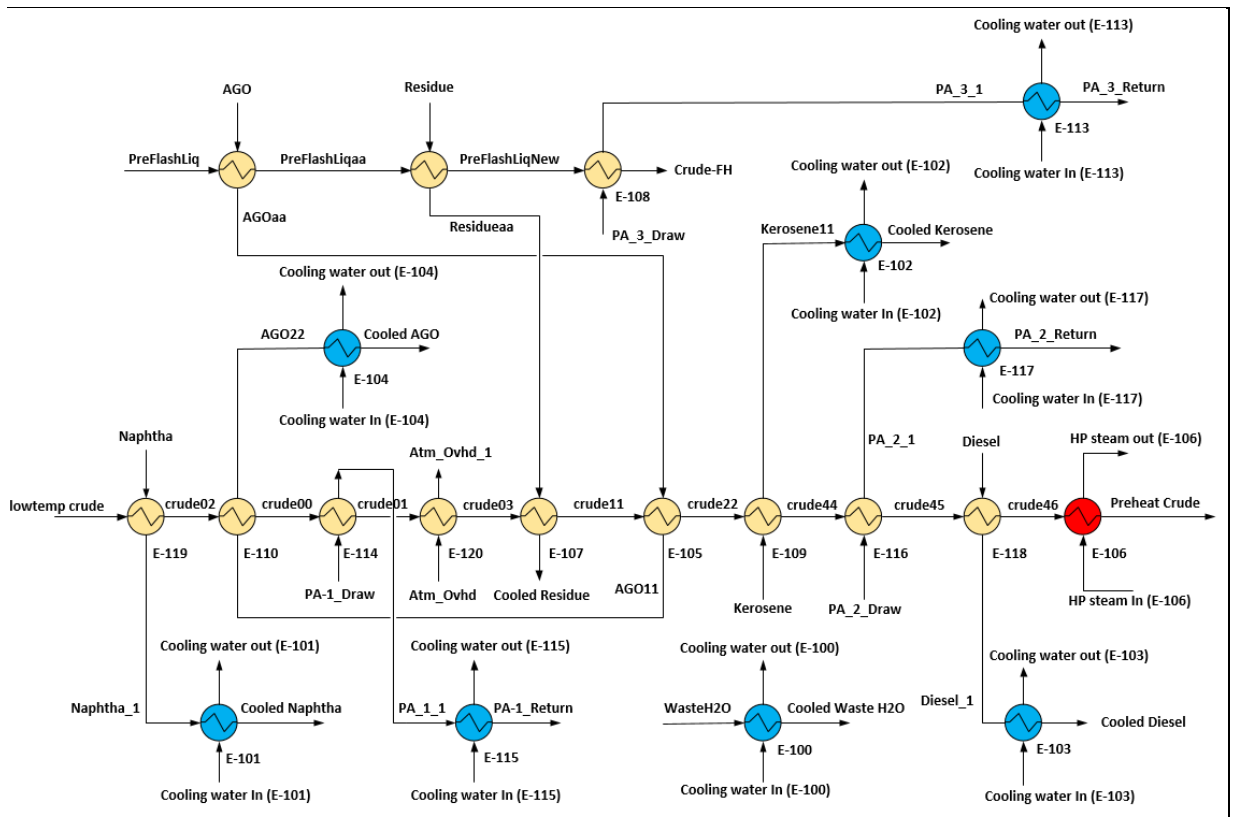 Cooling water out (E-113)
AGO
Residue
PA_3_1
PA_3_Return
E-113
PreFlashLiq
PreFlashLiqaa
PreFlashLiqNew
Crude-FH
Cooling water out (E-102)
Cooling water In (E-113)
E-108
AGOaa
Residueaa
PA_3_Draw
Kerosene11
Cooled Kerosene
E-102
Cooling water out (E-104)
Cooling water out (E-117)
Cooling water In (E-102)
AGO22
Cooled AGO
PA_2_Return
E-104
E-117
Cooling water In (E-104)
Cooling water In (E-117)
Naphtha
Atm_Ovhd_1
PA_2_1
Diesel
HP steam out (E-106)
lowtemp crude
crude02
crude00
crude01
crude03
crude11
crude22
crude44
crude45
crude46
Preheat Crude
E-119
E-110
E-114
E-120
E-107
E-105
E-109
E-116
E-118
E-106
PA-1_Draw
Atm_Ovhd
Cooled Residue
AGO11
Kerosene
PA_2_Draw
HP steam In (E-106)
Cooling water out (E-101)
Cooling water out (E-115)
Cooling water out (E-100)
Cooling water out (E-103)
Naphtha_1
Cooled Naphtha
PA_1_1
PA-1_Return
WasteH2O
Cooled Waste H2O
Diesel_1
Cooled Diesel
E-101
E-115
E-100
E-103
Cooling water In (E-101)
Cooling water In (E-115)
Cooling water In (E-100)
Cooling water In (E-103)